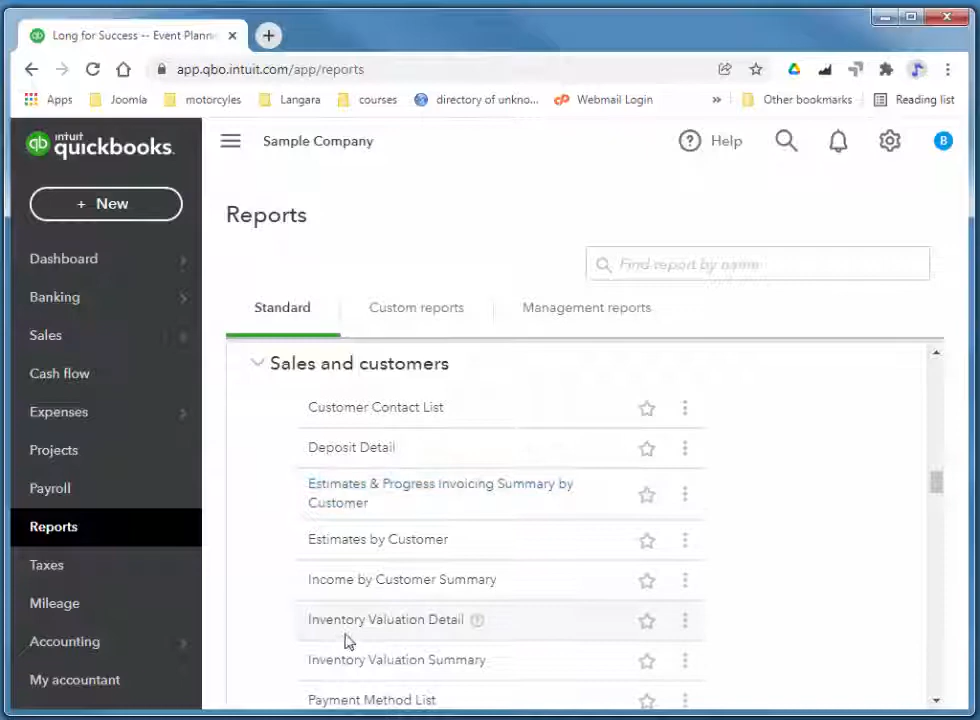 Long for Success -- Event Plann
app.qbo.intuit.com/app/reports
Apps
Joomla
motorcyles
Langara
courses
directory of unkno...
Webmail Login
»
Other bookmarks
Reading list
qb intuit quickbooks.
Sample Company
? Help
B
+ New
Reports
Find report by name
Dashboard
Banking
Sales
Cash flow
Expenses
Projects
Payroll
Reports
Taxes
Mileage
Accounting
My accountant
Standard
Custom reports
Management reports
Sales and customers
Customer Contact List
Deposit Detail
Estimates & Progress Invoicing Summary by
Customer
Estimates by Customer
Income by Customer Summary
Inventory Valuation Detail ?
Inventory Valuation Summary
Payment Method List